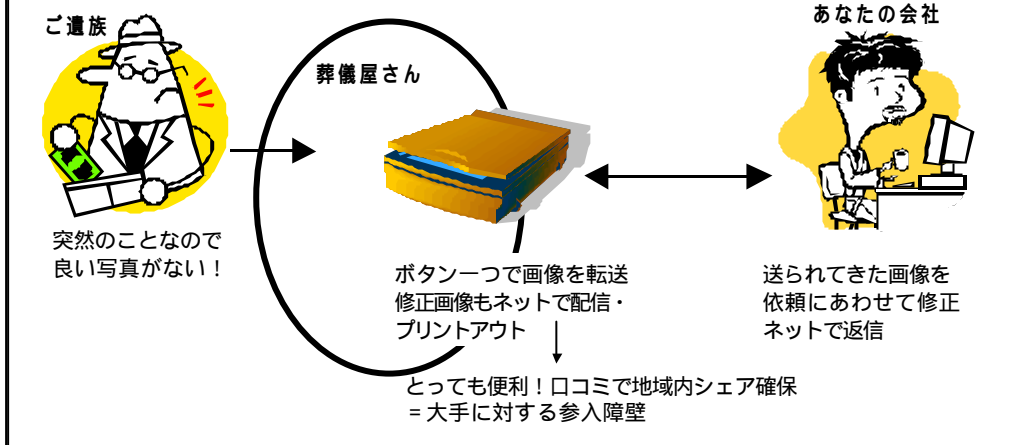 ご遺族
突然のことなので
良い写真がない！
葬儀屋さん
ボタン一つで画像を転送
修正画像もネットで配信・
プリントアウト
とっても便利！口コミで地域内シェア確保
=大手に対する参入障壁
あなたの会社
送られてきた画像を
依頼にあわせて修正
ネットで返信